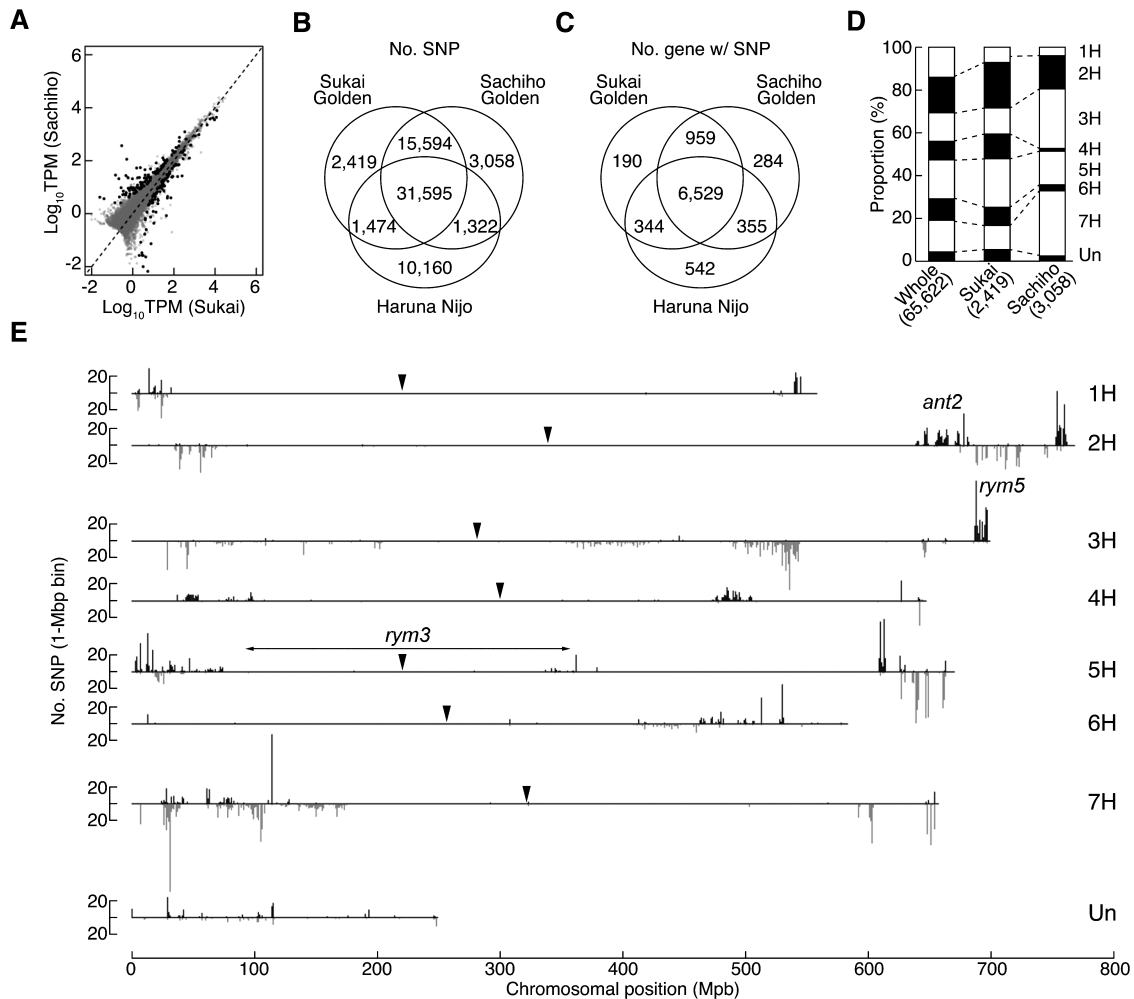 A
6
4
2
0
-2
-2
0
2
4
6
Log10TPM (Sachiho)
Log10TPM (Sukai)
B
No. SNP
Sukai
Golden
Sachiho
Golden
15,594
2,419
3,058
31,595
1,474
1,322
10,160
Haruna Nijo
C
No. gene w/ SNP
Sukai
Golden
Sachiho
Golden
959
190
284
6,529
344
355
542
Haruna Nijo
D
Proportion (%)
100
80
60
40
20
0
1H
2H
3H
4H
5H
6H
7H
Un
Whole
(65,622)
Sukai
(2,419)
Sachiho
(3,058)
E
No. SNP (1-Mbp bin)
20
20
1H
ant2
20
20
2H
rym5
20
20
3H
20
20
4H
rym3
20
20
5H
20
20
6H
20
20
7H
20
20
Un
0
100
200
300
400
500
600
700
800
Chromosomal position (Mpb)